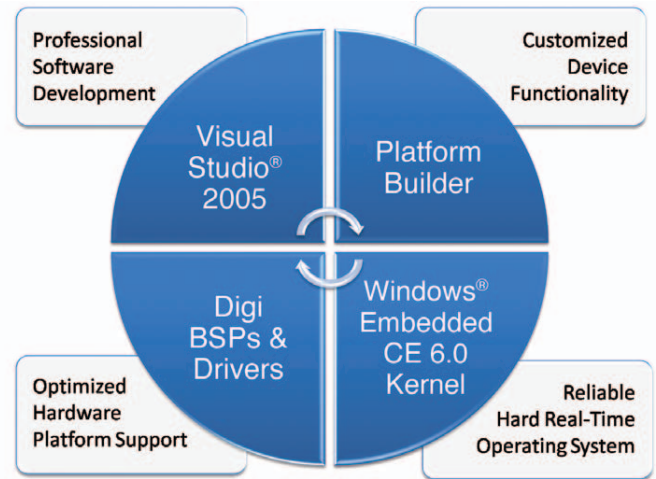 Professional
Software
Development
Customized
Device
Functionality
Visual
Studio®
2005
Platform
Builder
Digi
BSPs &
Drivers
Windows®
Embedded
CE 6.0
Kernel
Optimized
Hardware
Platform Support
Reliable
Hard Real-Time
Operating System